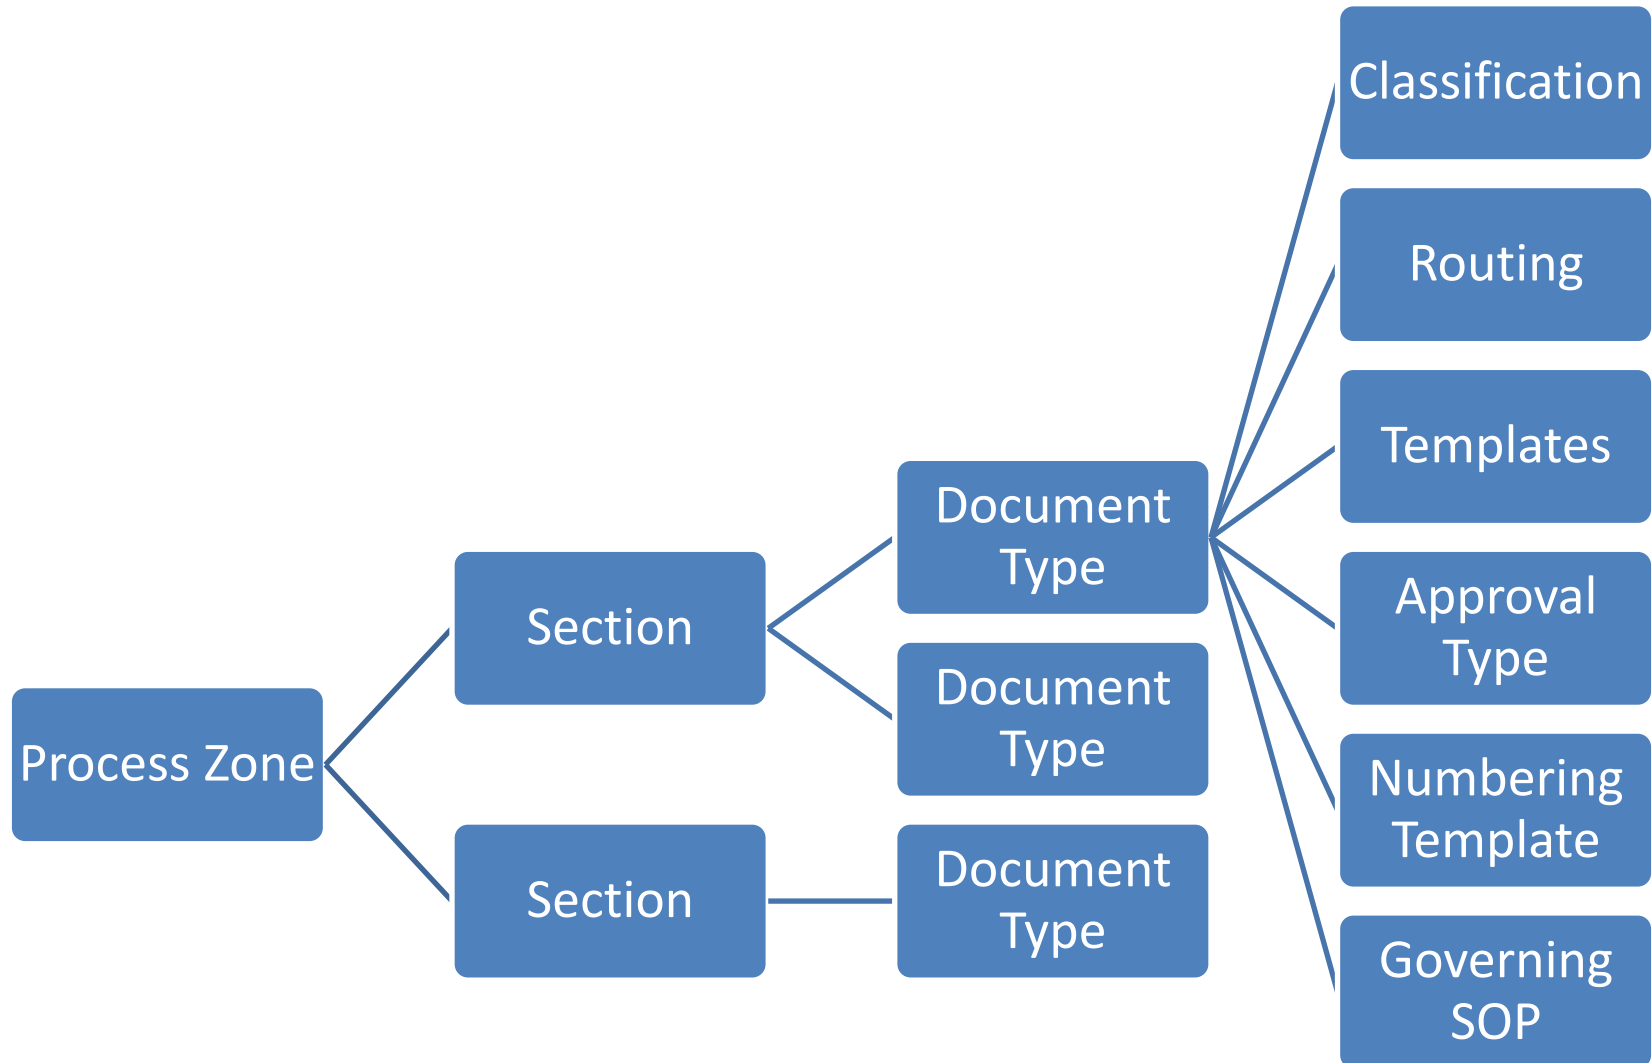 Process Zone
Section
Section
Document
Type
Document
Type
Document
Type
Classification
Routing
Templates
Approval
Type
Numbering
Template
Governing
SOP